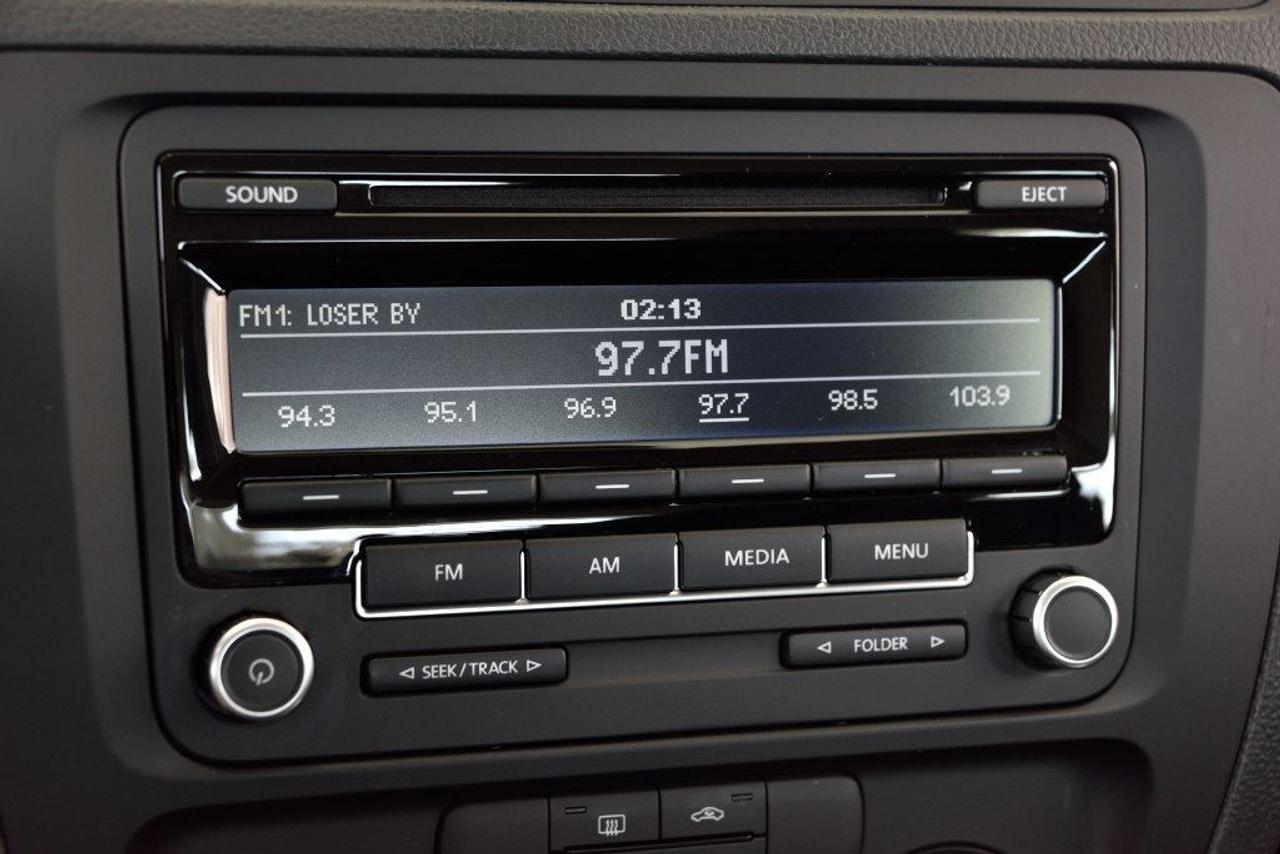 SOUND
EJECT
FM1: LOSER BY 02:13
97.7FM
94.3 95.1 96.9 97.7 98.5 103.9
FM AM MEDIA MENU
SEEK/TRACK
FOLDER